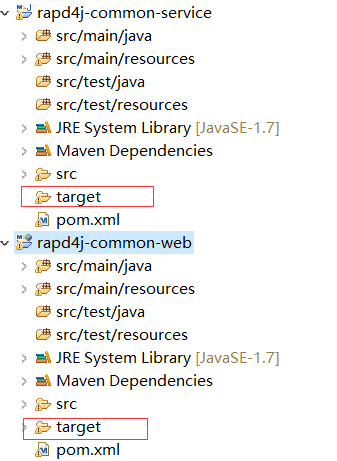 rapd4j-common-service
src/main/java
src/main/resources
src/test/java
src/test/resources
JRE System Library [JavaSE-1.7]
Maven Dependencies
src
target
pom.xml
rapd4j-common-web
src/main/java
src/main/resources
src/test/java
src/test/resources
JRE System Library [JavaSE-1.7]
Maven Dependencies
src
target
pom.xml